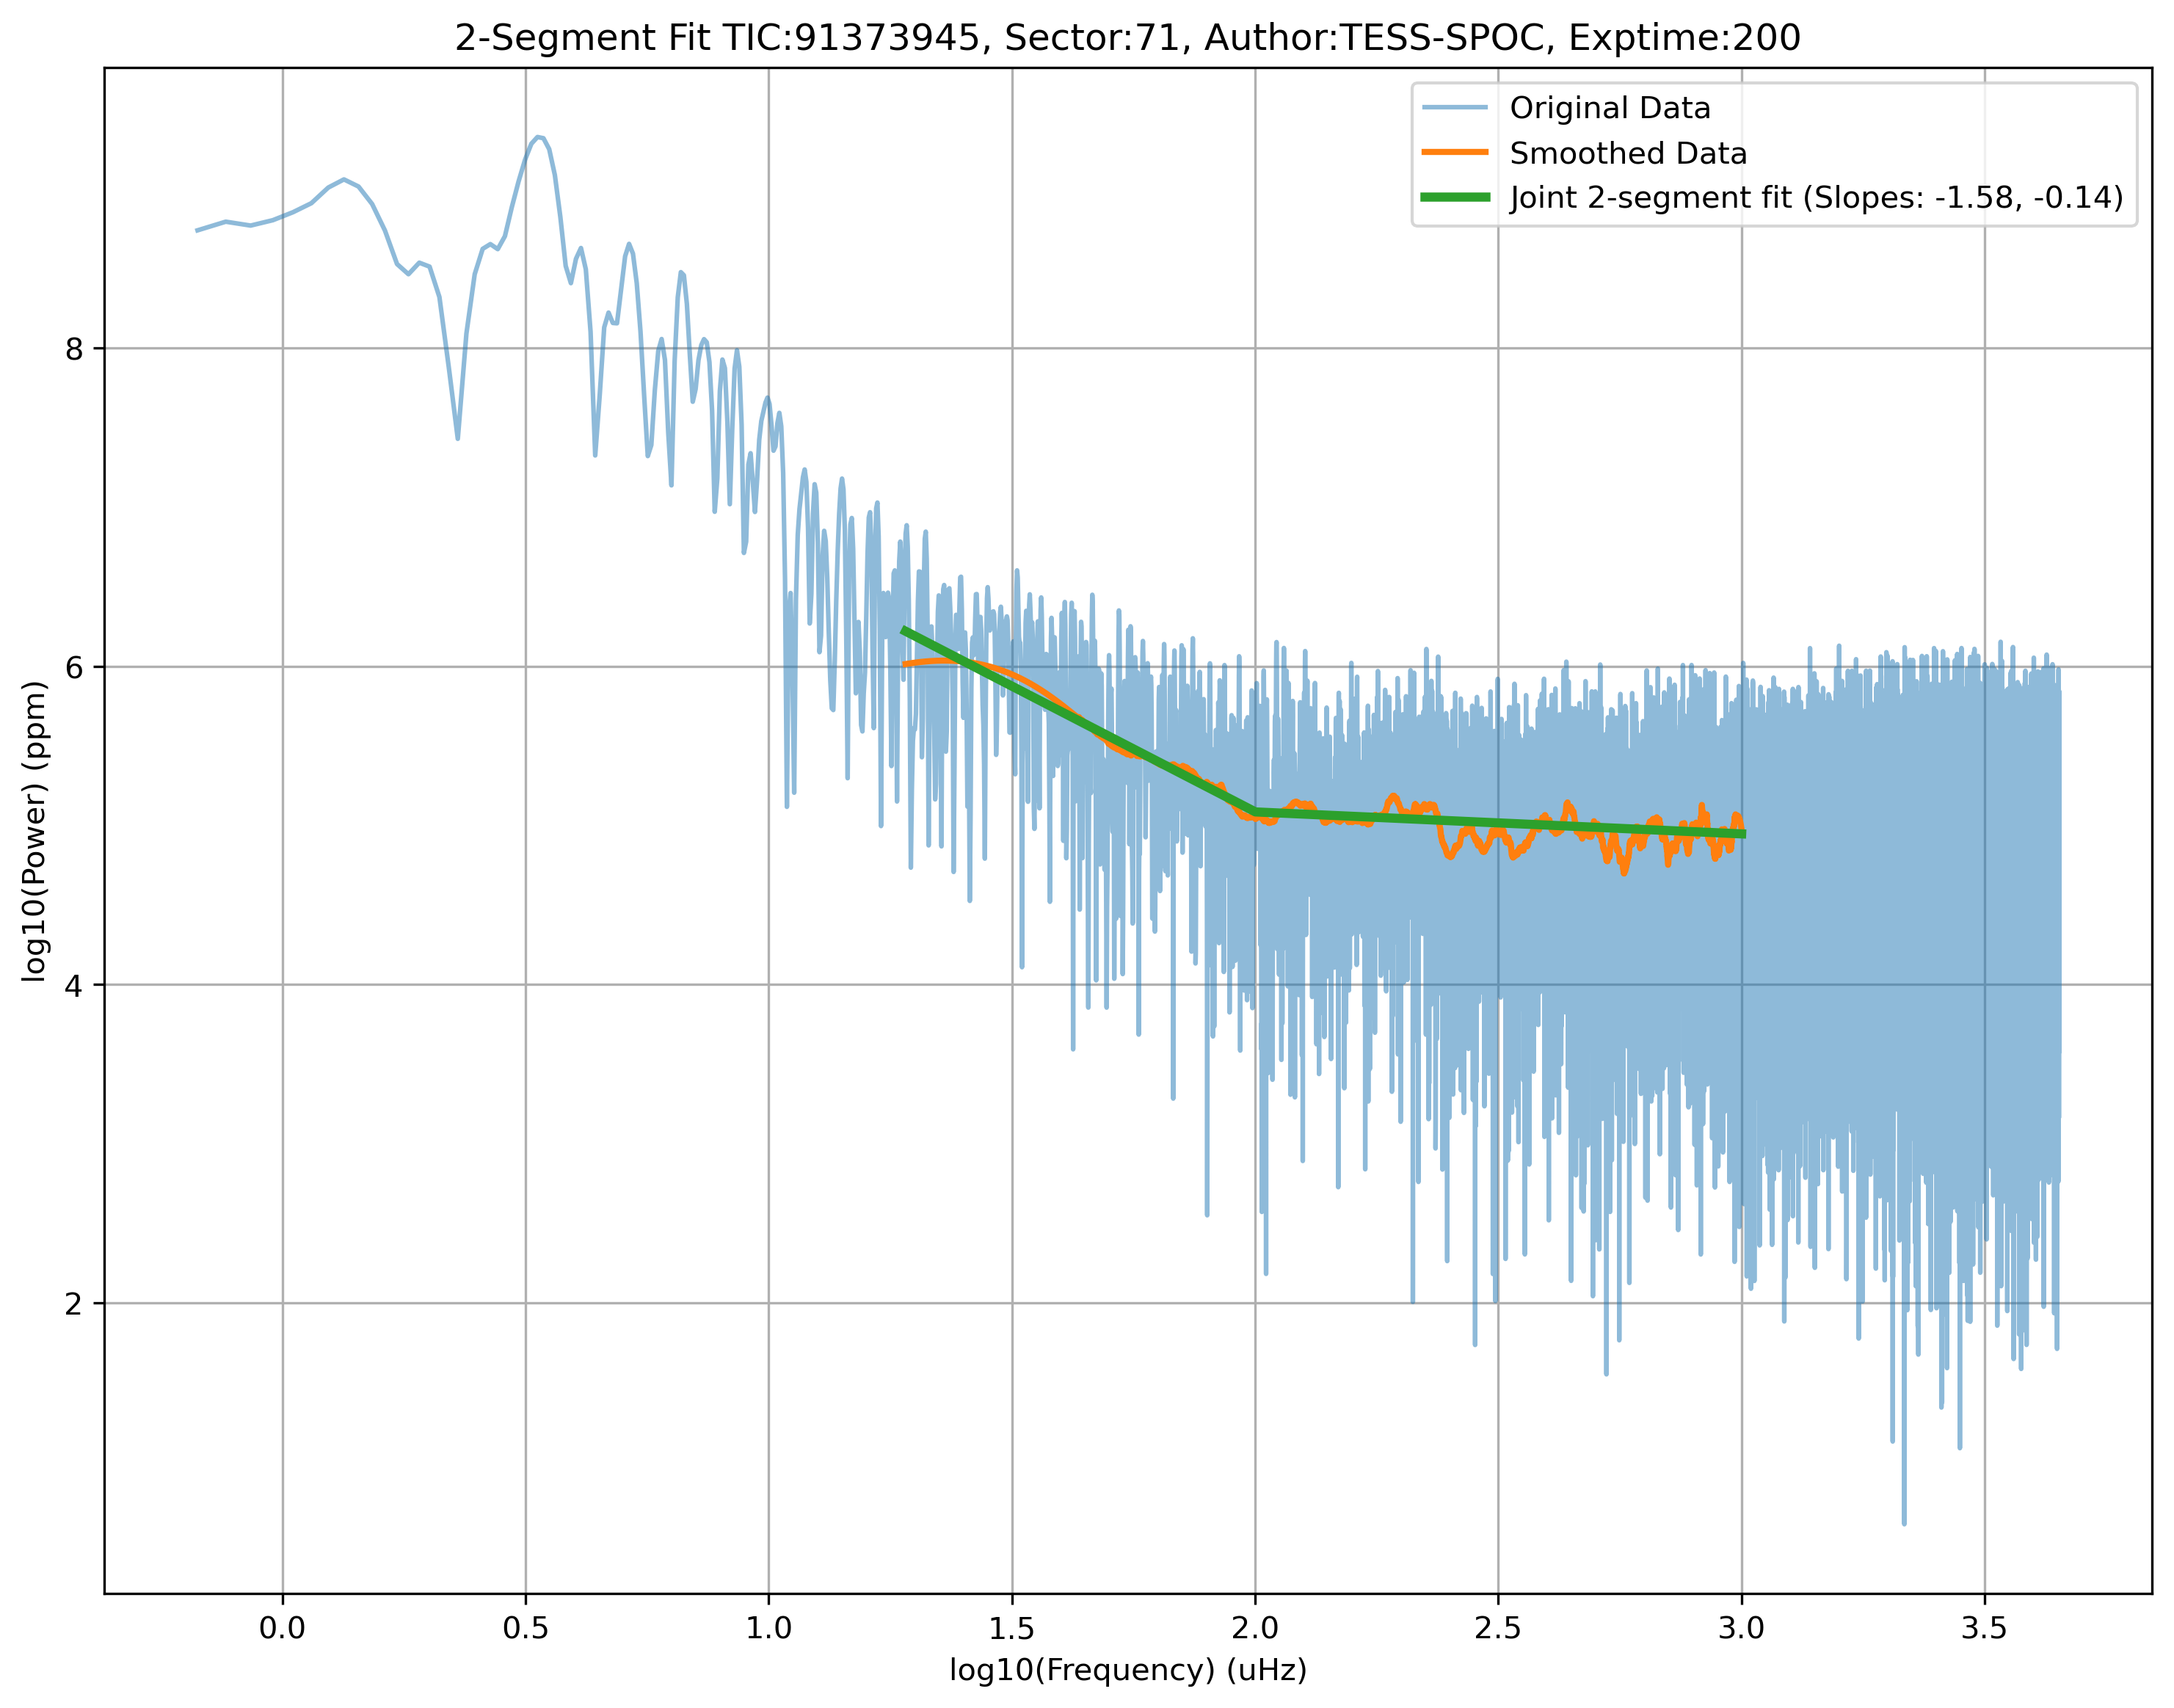 2-Segment Fit TIC:91373945, Sector:71, Author:TESS-SPOC, Exptime:200
Original Data
Smoothed Data
Joint 2-segment fit (Slopes: -1.58, -0.14)
log10(Power) (ppm)
8
6
4
2
0.0 0.5 1.0 1.5 2.0 2.5 3.0 3.5
log10(Frequency) (uHz)